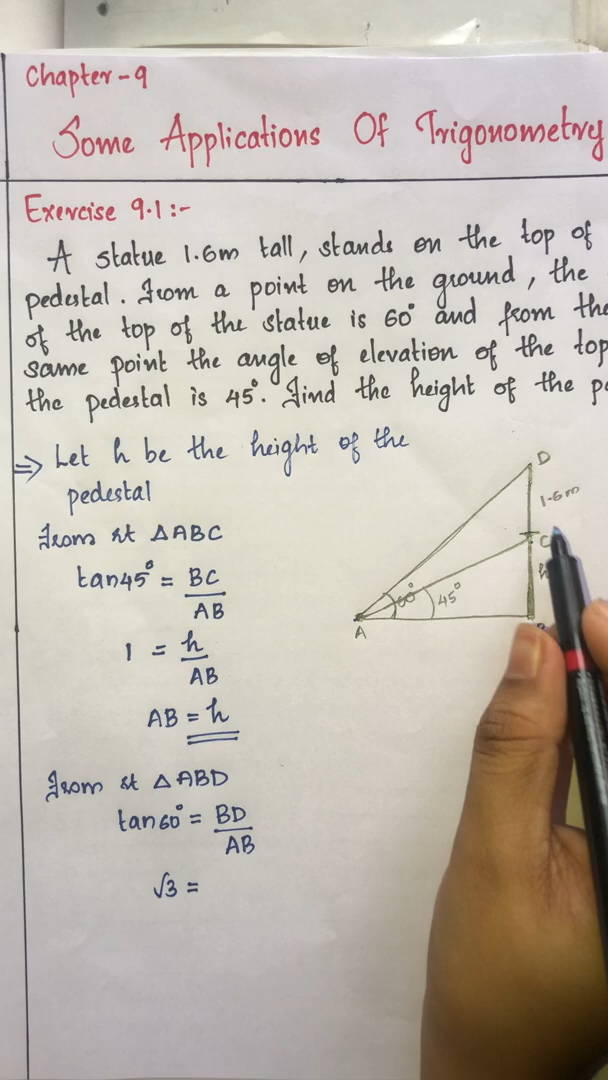 Chapter-9
Some Applications Of Trigonometry
Exercise 9.1:-
A statue 1.6m tall, stands on the top of
pedestal. From a point on the ground, the
of the top of the statue is 60° and from the
same point the angle of elevation of the top
the pedestal is 45°. Find the height of the
⇒ Let h be the height of the
pedestal
From rt △ABC
tan45° = BC/AB
1 = h/AB
AB = h
From rt △ABD
tan60° = BD/AB
√3 =
D
1.6m
C
h
60°
45°
A